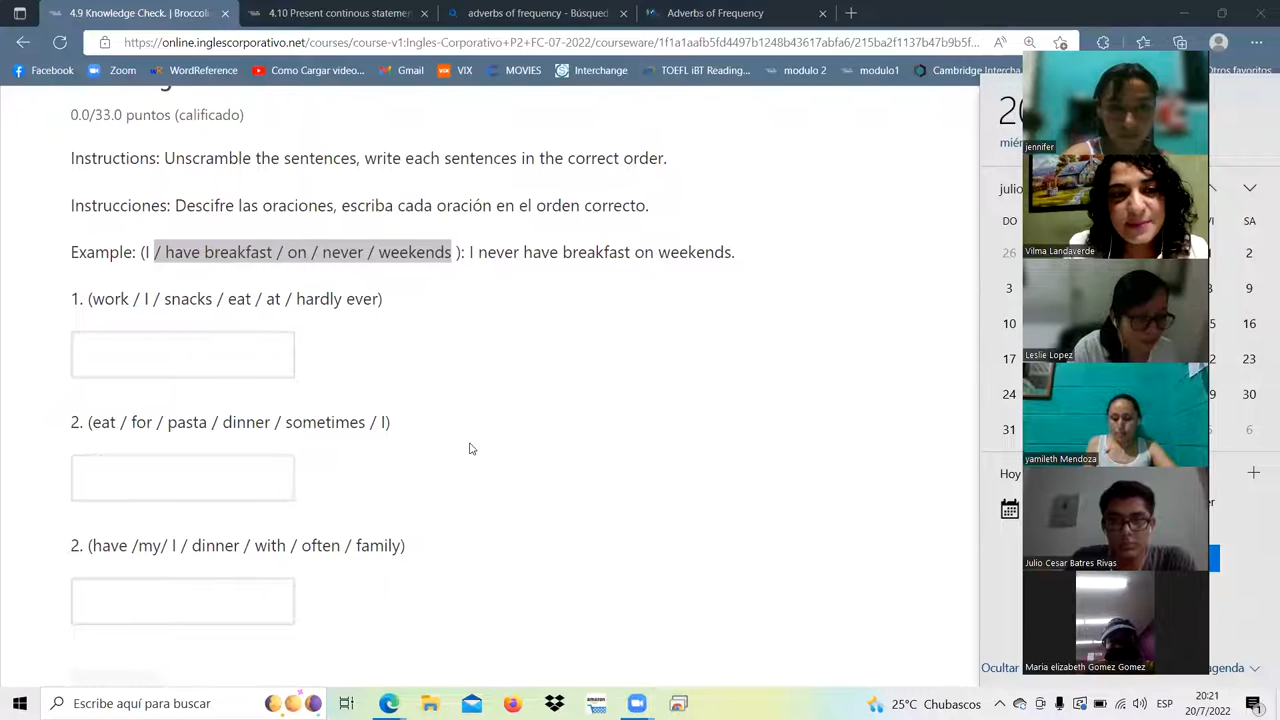 4.9 Knowledge check | Broccoli
4.10 Present continous statemen
adverbs of frequency - Búsqued
Adverbs of Frequency
https://online.inglescorporativo.net/courses/course-v1:Ingles-Corporativo+P2+FC-07-2022/courseware/1f1a1aafb5fd4497b1248b43617abfa6/215ba2f1137b47b9b5f...
Facebook
Zoom
WordReference
Como Cargar video...
Gmail
VIX
MOVIES
Interchange
TOEFL iBT Reading...
modulo 2
modulo1
Cambridge Intercha
Otros favoritos
0.0/33.0 puntos (calificado)
Instructions: Unscramble the sentences, write each sentences in the correct order.
Instrucciones: Descifre las oraciones, escriba cada oración en el orden correcto.
Example: (I / have breakfast / on / never / weekends ): I never have breakfast on weekends.
1. (work / I / snacks / eat / at / hardly ever)
2. (eat / for / pasta / dinner / sometimes / I)
2. (have /my/ I / dinner / with / often / family)
20
miér
julio
DO
SA
26
2
3
9
10
16
17
23
24
30
31
6
Hoy
Ocultar
agenda
jennifer
Vilma Landaverde
Leslie Lopez
yamileth Mendoza
Julio Cesar Batres Rivas
Maria elizabeth Gomez Gomez
Escribe aquí para buscar
amazon
25°C Chubascos
ESP
20:21
20/7/2022
1